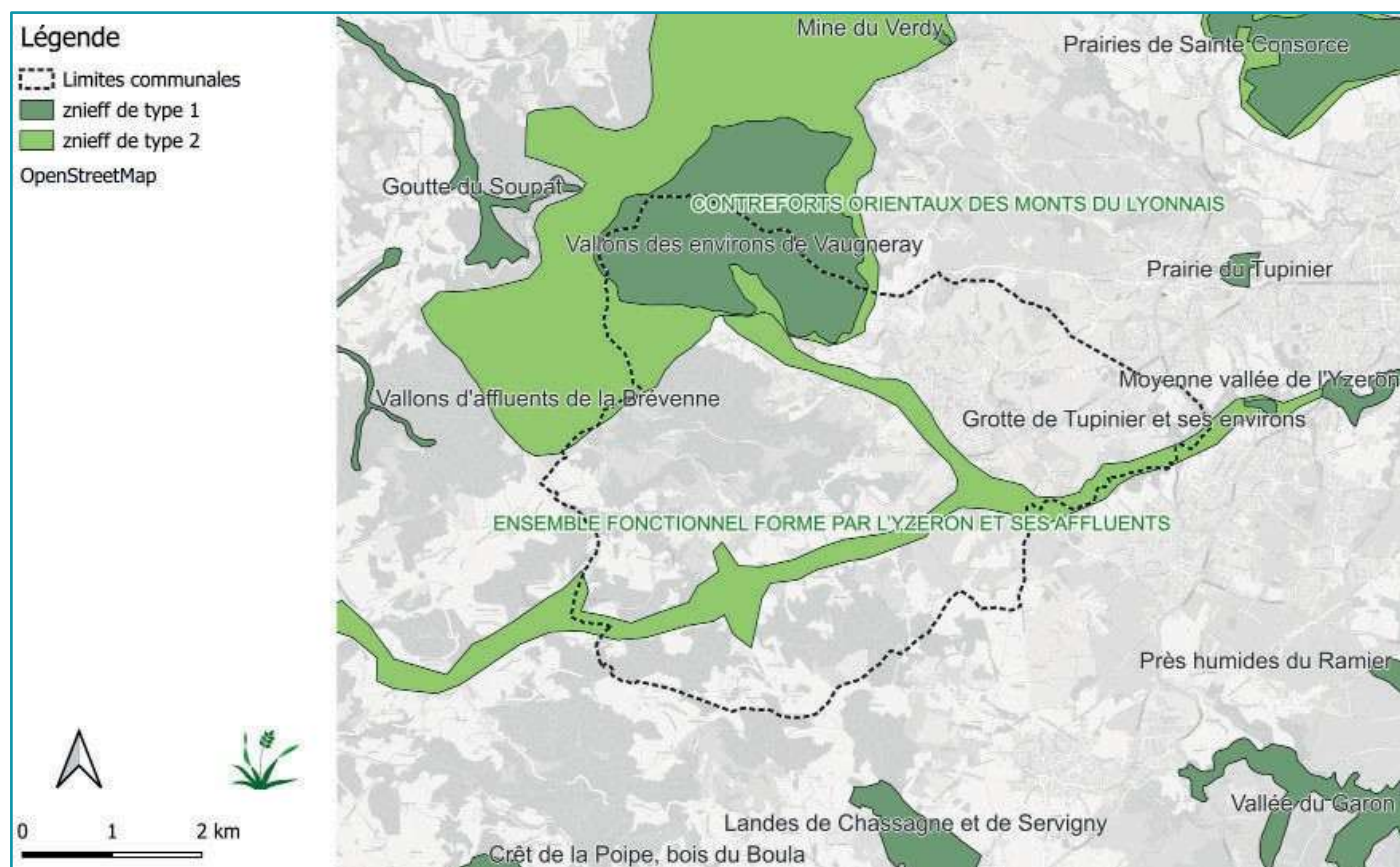 Légende
Limites communales
znieff de type 1
znieff de type 2
OpenStreetMap
0 1 2 km
Mine du Verdy
Prairies de Sainte Consorce
Goutte du Soupat
CONTREFORTS ORIENTAUX DES MONTS DU LYONNAIS
Vallons des environs de Vaugneray
Prairie du Tupinier
Moyenne vallée de l'Yzeron
Vallons d'affluents de la Brévenne
Grotte de Tupinier et ses environs
ENSEMBLE FONCTIONNEL FORME PAR L'YZERON ET SES AFFLUENTS
Près humides du Ramier
Vallée du Garon
Landes de Chassagne et de Servigny
Crêt de la Poipe, bois du Boula